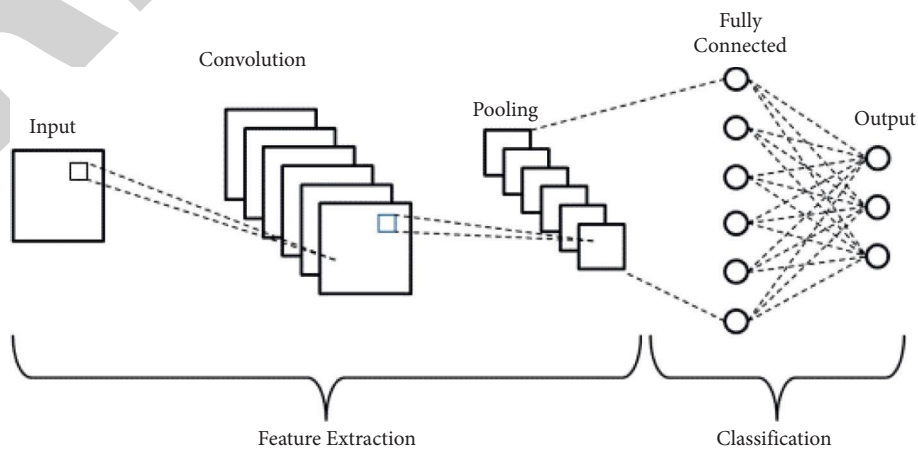 Input
Convolution
Pooling
Fully
Connected
Output
Feature Extraction
Classification